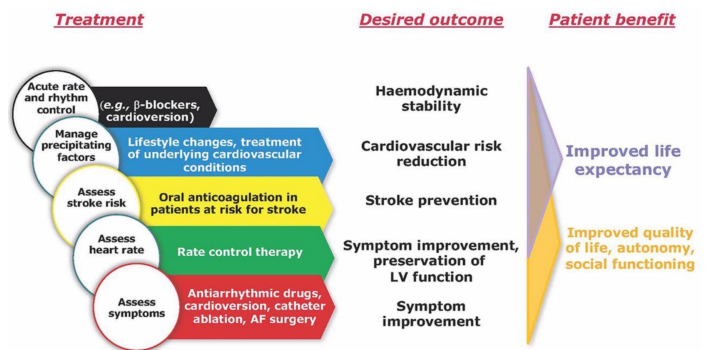 Treatment
Desired outcome
Patient benefit
Acute rate
and rhythm
control
(e.g., β-blockers,
cardioversion)
Haemodynamic
stability
Manage
precipitating
factors
Lifestyle changes, treatment
of underlying cardiovascular
conditions
Cardiovascular risk
reduction
Assess
stroke risk
Oral anticoagulation in
patients at risk for stroke
Stroke prevention
Assess
heart rate
Rate control therapy
Symptom improvement,
preservation of
LV function
Assess
symptoms
Antiarrhythmic drugs,
cardioversion, catheter
ablation, AF surgery
Symptom
improvement
Improved life
expectancy
Improved quality
of life, autonomy,
social functioning